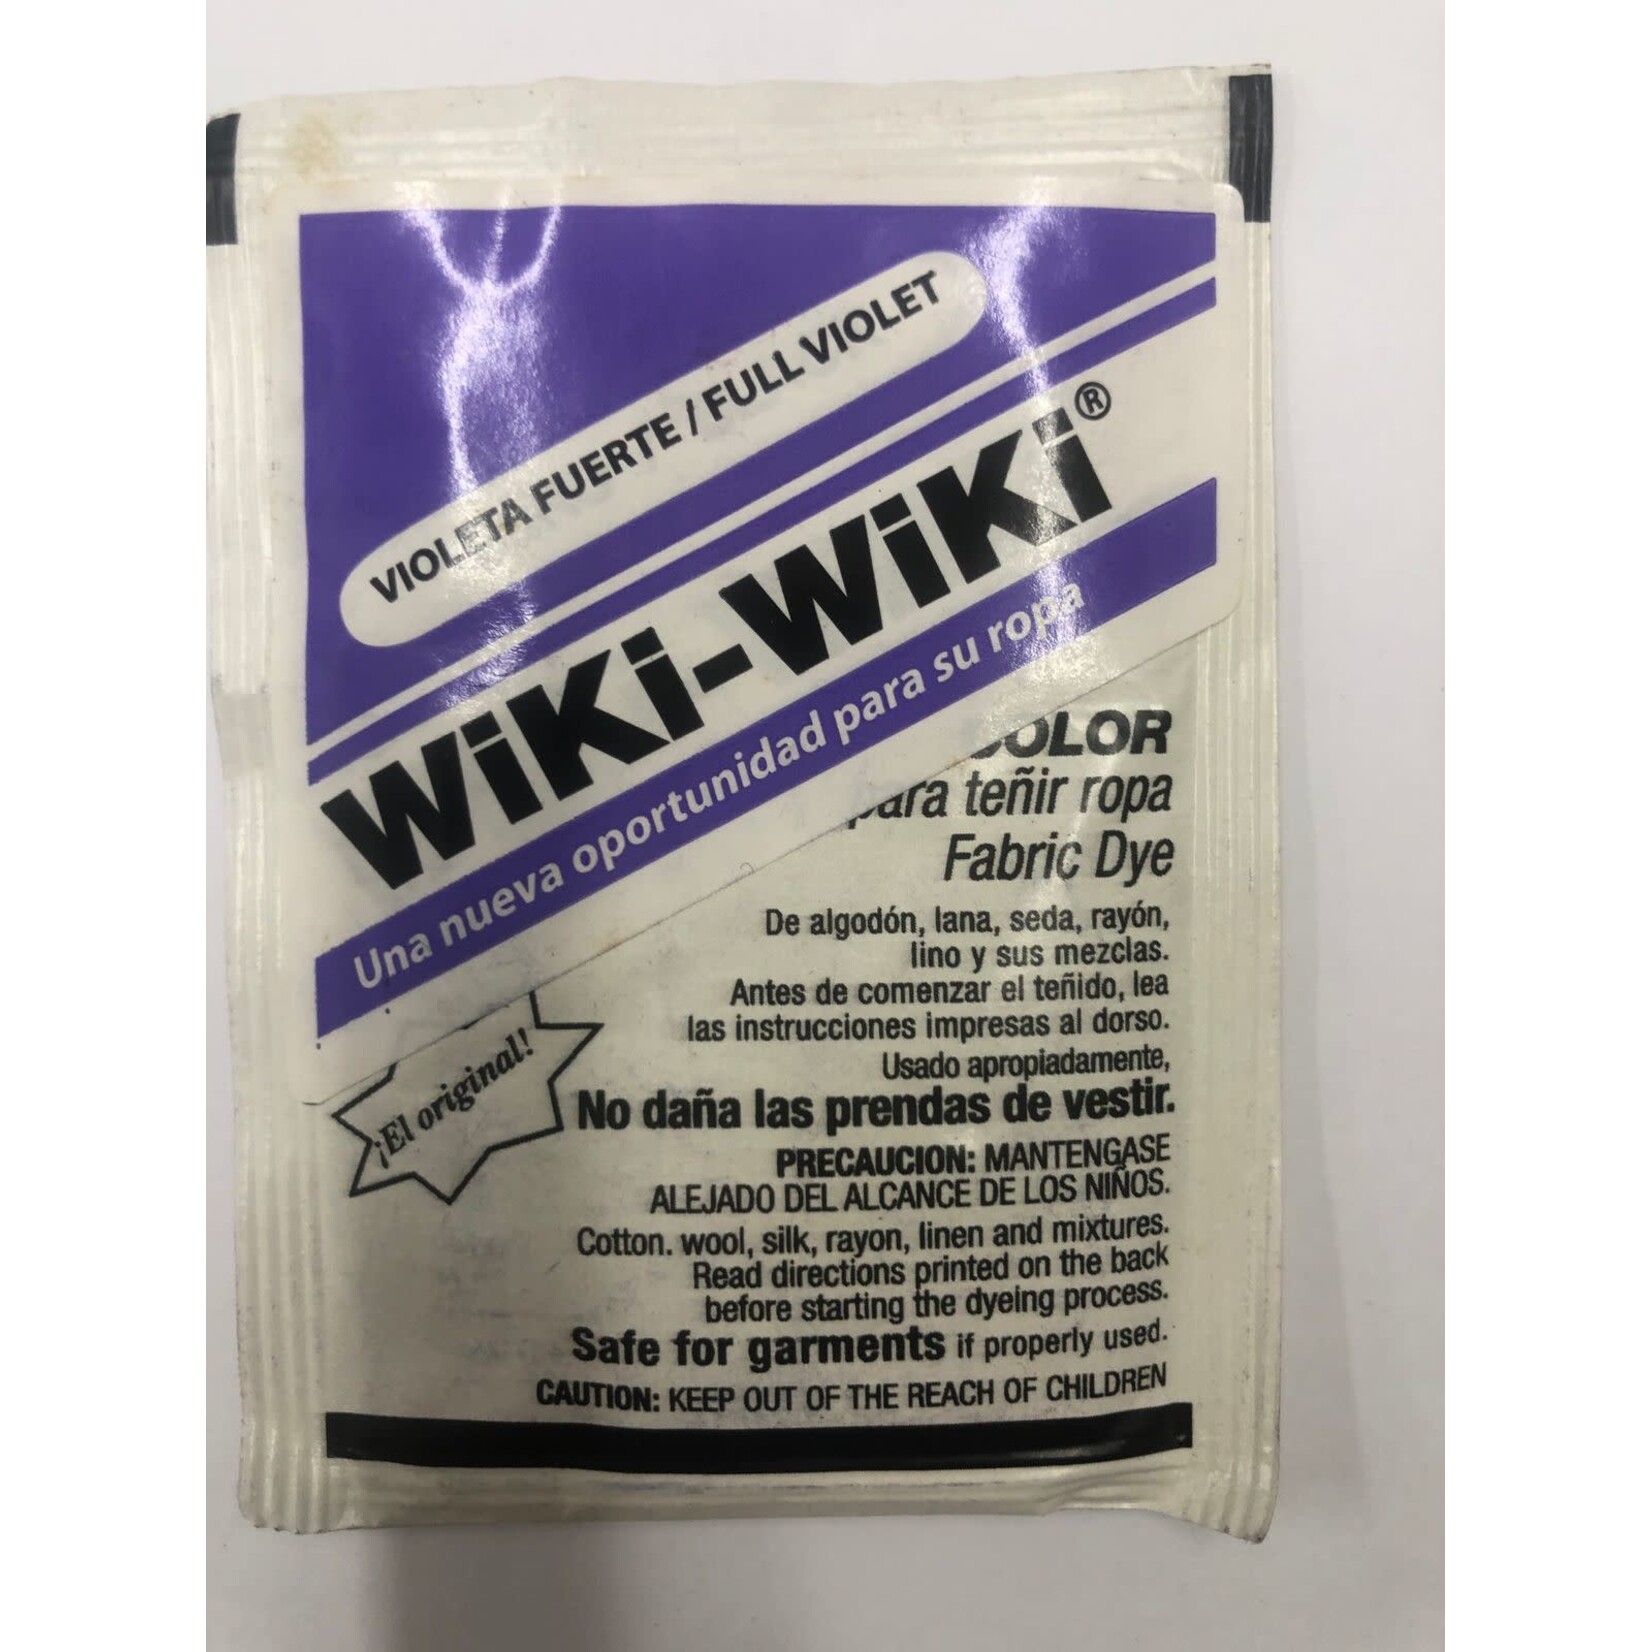 VIOLETA FUERTE / FULL VIOLET
WiKi-WiKi®
Una nueva oportunidad para su ropa
teñir ropa
Fabric Dye
De algodón, lana, seda, rayón,
lino y sus mezclas.
Antes de comenzar el teñido, lea
las instrucciones impresas al dorso.
Usado apropiadamente,
No daña las prendas de vestir.
¡El original!
PRECAUCION: MANTENGASE
ALEJADO DEL ALCANCE DE LOS NIÑOS.
Cotton. wool, silk, rayon, linen and mixtures.
Read directions printed on the back
before starting the dyeing process.
Safe for garments if properly used.
CAUTION: KEEP OUT OF THE REACH OF CHILDREN